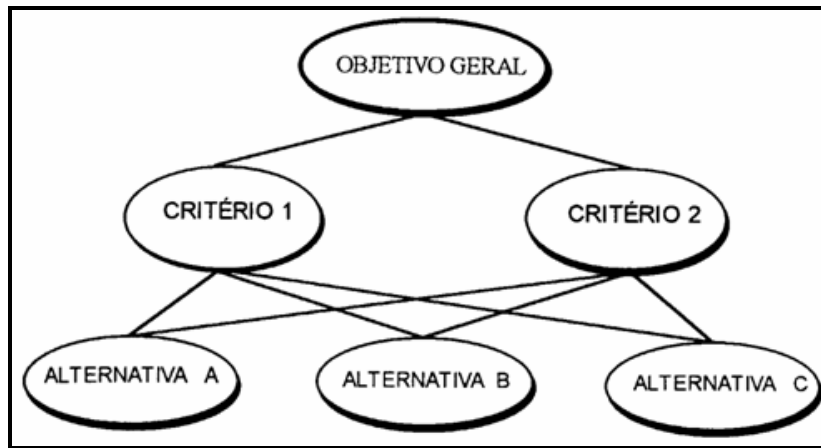 OBJETIVO GERAL
CRITÉRIO 1
CRITÉRIO 2
ALTERNATIVA A
ALTERNATIVA B
ALTERNATIVA C